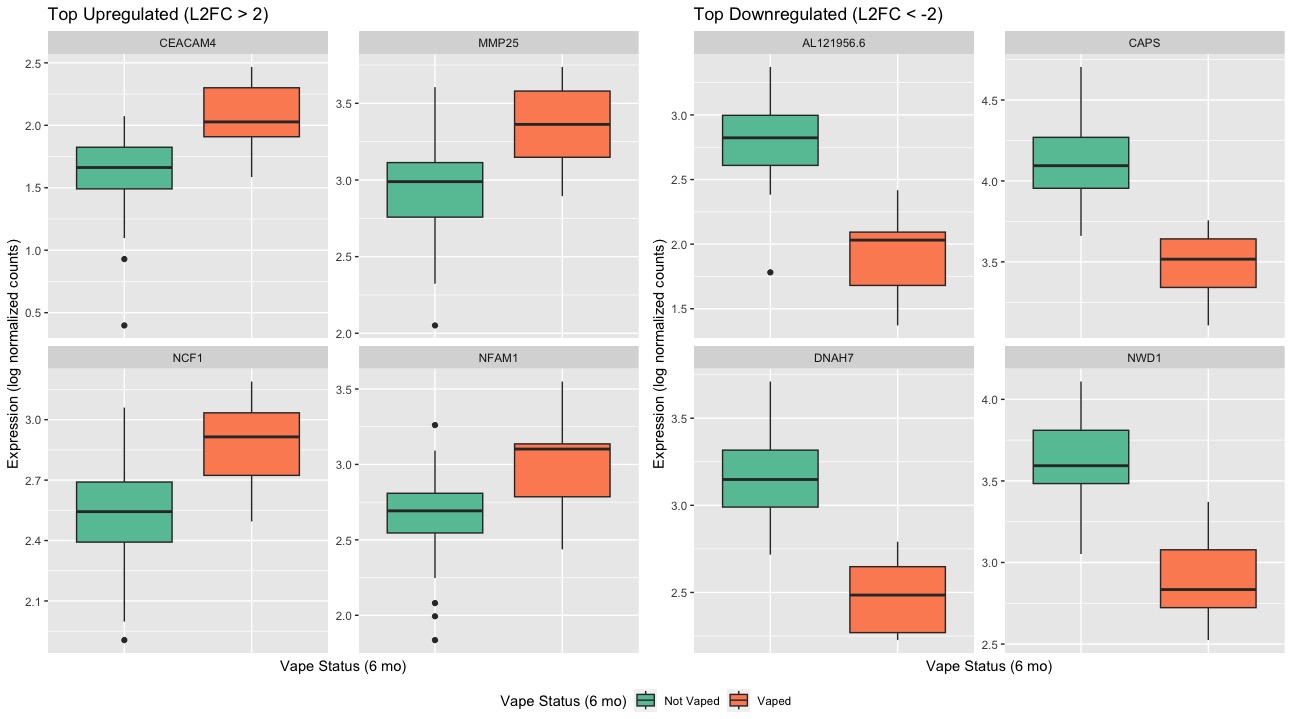 Top Upregulated (L2FC > 2)
Top Downregulated (L2FC < -2)
CEACAM4
MMP25
AL121956.6
CAPS
2.5
2.0
1.5
1.0
0.5
3.5
3.0
2.5
2.0
3.0
2.5
2.0
1.5
4.5
4.0
3.5
NCF1
NFAM1
DNAH7
NWD1
3.0
2.7
2.4
2.1
3.5
3.0
2.5
2.0
3.5
3.0
2.5
4.0
3.5
3.0
2.5
Expression (log normalized counts)
Expression (log normalized counts)
Vape Status (6 mo)
Vape Status (6 mo)
Vape Status (6 mo) Not Vaped Vaped